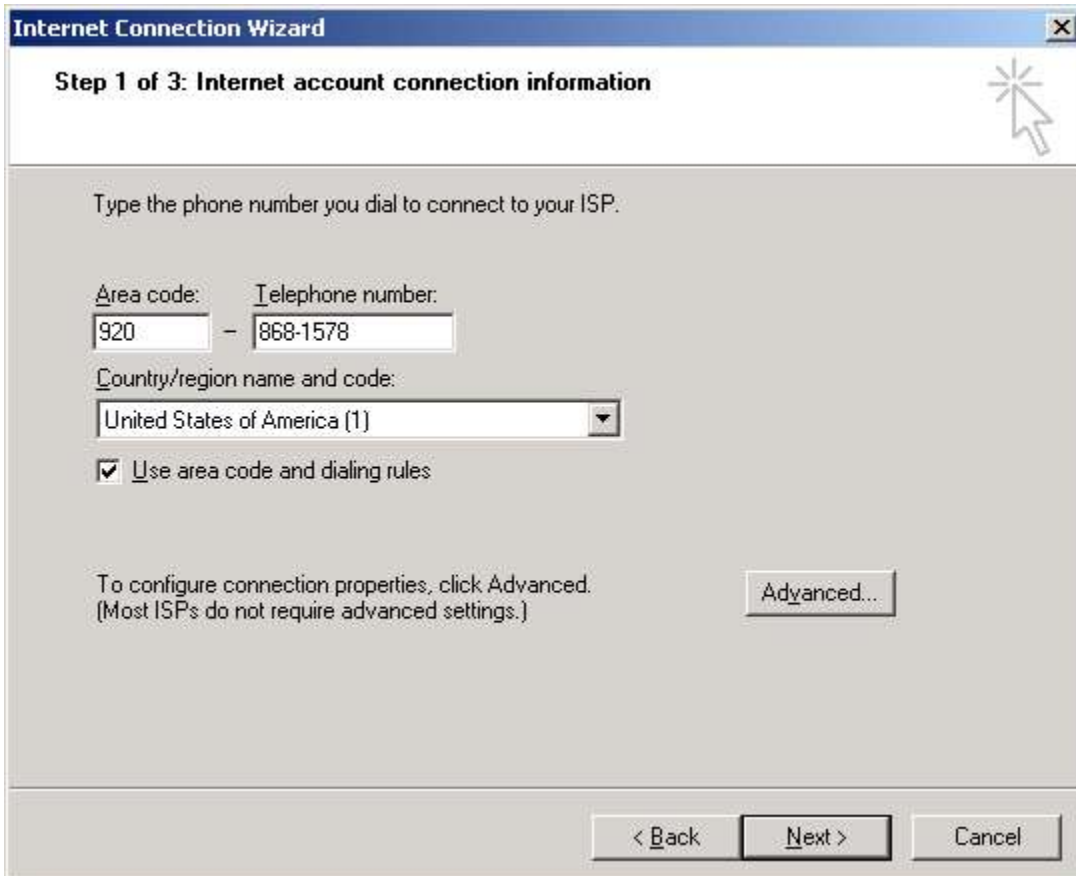 Internet Connection Wizard
Step 1 of 3: Internet account connection information
Type the phone number you dial to connect to your ISP.
Area code: Telephone number:
920 – 868-1578
Country/region name and code:
United States of America (1)
Use area code and dialing rules
To configure connection properties, click Advanced.
(Most ISPs do not require advanced settings.)
Advanced...
< Back Next > Cancel